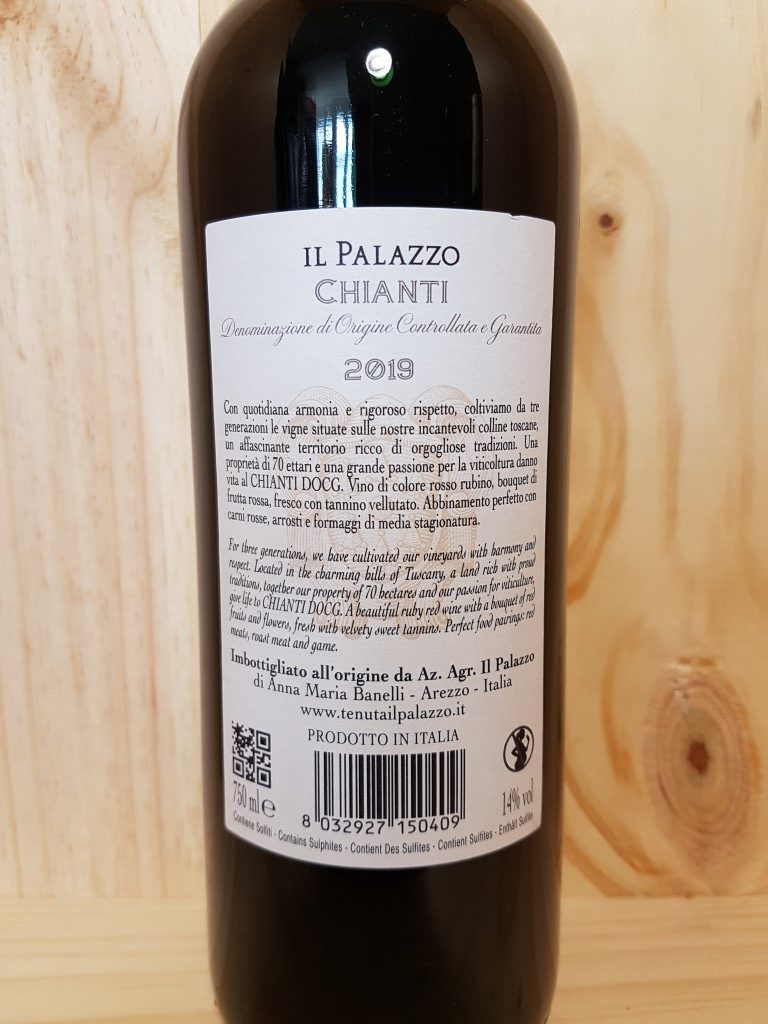 IL PALAZZO
CHIANTI
Denominazione di Origine Controllata e Garantita
2019
Con quotidiana armonia e rigoroso rispetto, coltiviamo da tre
generazioni le vigne situate sulle nostre incantevoli colline toscane,
un affascinante territorio ricco di orgogliose tradizioni. Una
proprietà di 70 ettari e una grande passione per la viticoltura danno
vita al CHIANTI DOCG. Vino di colore rosso rubino, bouquet di
frutta rossa, fresco con tannino vellutato. Abbinamento perfetto con
carni rosse, arrosti e formaggi di media stagionatura.
For three generations, we have cultivated our vineyards with harmony and
respect. Located in the charming hills of Tuscany, a land rich with proud
traditions, together our property of 70 hectares and our passion for viticulture,
give life to CHIANTI DOCG. A beautiful ruby red wine with a bouquet of red
fruits and flowers, fresh with velvety sweet tannins. Perfect food pairings: red
meats, roast meat and game.
Imbottigliato all'origine da Az. Agr. Il Palazzo
di Anna Maria Banelli - Arezzo - Italia
www.tenutailpalazzo.it
PRODOTTO IN ITALIA
750 ml e
8 032927 150409
14% vol
Contiene Solfiti - Contains Sulphites - Contient Des Sulfites - Contient Sulfites - Enthält Sulfite